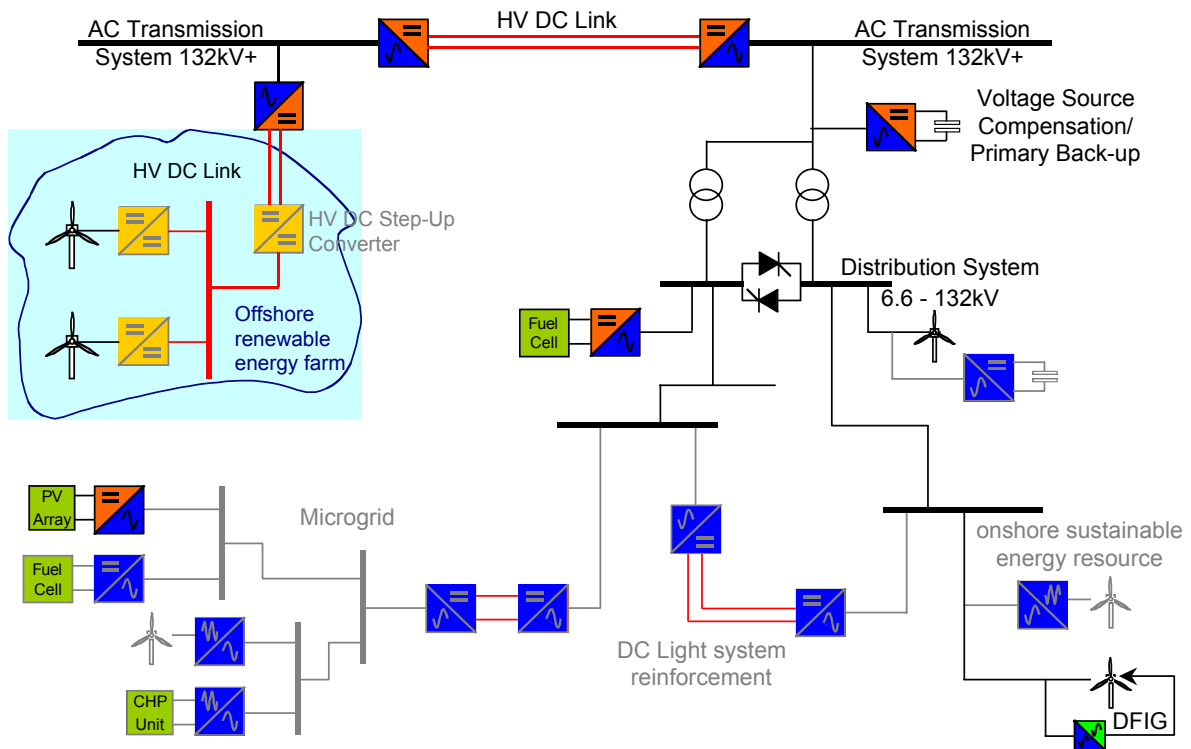 HV DC Link
AC Transmission
System 132kV+
AC Transmission
System 132kV+
Voltage Source
Compensation/
Primary Back-up
HV DC Link
HV DC Step-Up
Converter
Offshore
renewable
energy farm
Distribution System
6.6 - 132kV
Fuel
Cell
PV
Array
Microgrid
Fuel
Cell
onshore sustainable
energy resource
DC Light system
reinforcement
CHP
Unit
DFIG